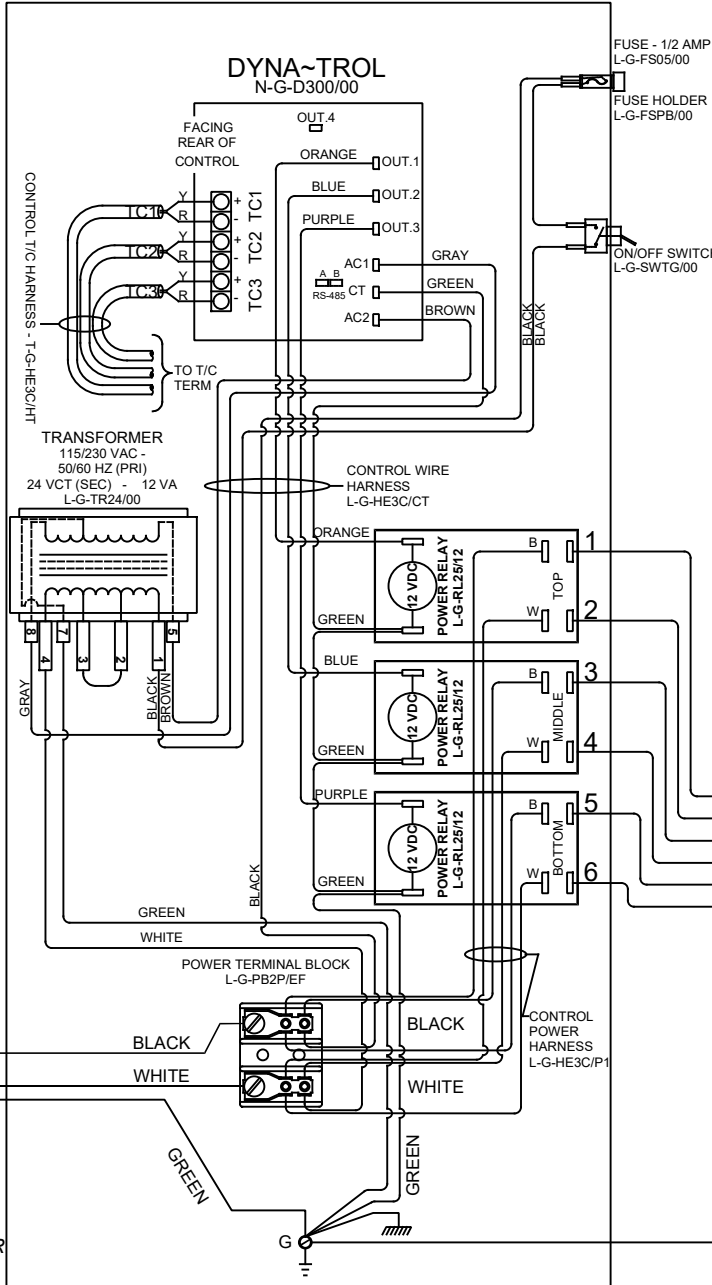 DYNA~TROL
N-G-D300/00
OUT.4
FACING
REAR OF
CONTROL
ORANGE
OUT.1
BLUE
OUT.2
PURPLE
OUT.3
AC1
GRAY
A B
RS-485
CT
GREEN
AC2
BROWN
TC1
Y
+
R
-
TC1
TC2
Y
+
R
-
TC2
TC3
Y
+
R
-
TC3
CONTROL T/C HARNESS - T-G-HE3C/HT
TO T/C
TERM
FUSE - 1/2 AMP
L-G-FS05/00
FUSE HOLDER
L-G-FSPB/00
ON/OFF SWITCH
L-G-SWTG/00
BLACK
BLACK
TRANSFORMER
115/230 VAC -
50/60 HZ (PRI)
24 VCT (SEC) - 12 VA
L-G-TR24/00
8
4
7
3
2
1
5
GRAY
BLACK
BROWN
CONTROL WIRE
HARNESS
L-G-HE3C/CT
ORANGE
12 VDC
POWER RELAY
L-G-RL25/12
GREEN
B
TOP
W
1
2
BLUE
12 VDC
POWER RELAY
L-G-RL25/12
GREEN
B
MIDDLE
W
3
4
PURPLE
12 VDC
POWER RELAY
L-G-RL25/12
GREEN
B
BOTTOM
W
5
6
BLACK
GREEN
WHITE
POWER TERMINAL BLOCK
L-G-PB2P/EF
BLACK
BLACK
WHITE
WHITE
CONTROL
POWER
HARNESS
L-G-HE3C/P1
GREEN
GREEN
G
R